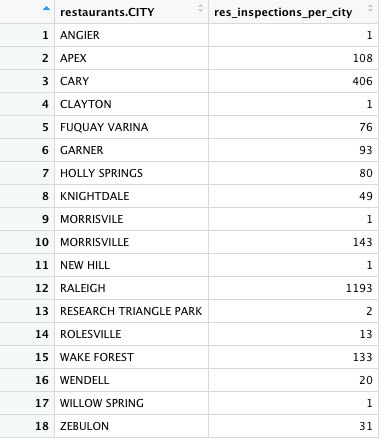 restaurants.CITY res_inspections_per_city
1 ANGIER 1
2 APEX 108
3 CARY 406
4 CLAYTON 1
5 FUQUAY VARINA 76
6 GARNER 93
7 HOLLY SPRINGS 80
8 KNIGHTDALE 49
9 MORRISVILE 1
10 MORRISVILLE 143
11 NEW HILL 1
12 RALEIGH 1193
13 RESEARCH TRIANGLE PARK 2
14 ROLESVILLE 13
15 WAKE FOREST 133
16 WENDELL 20
17 WILLOW SPRING 1
18 ZEBULON 31